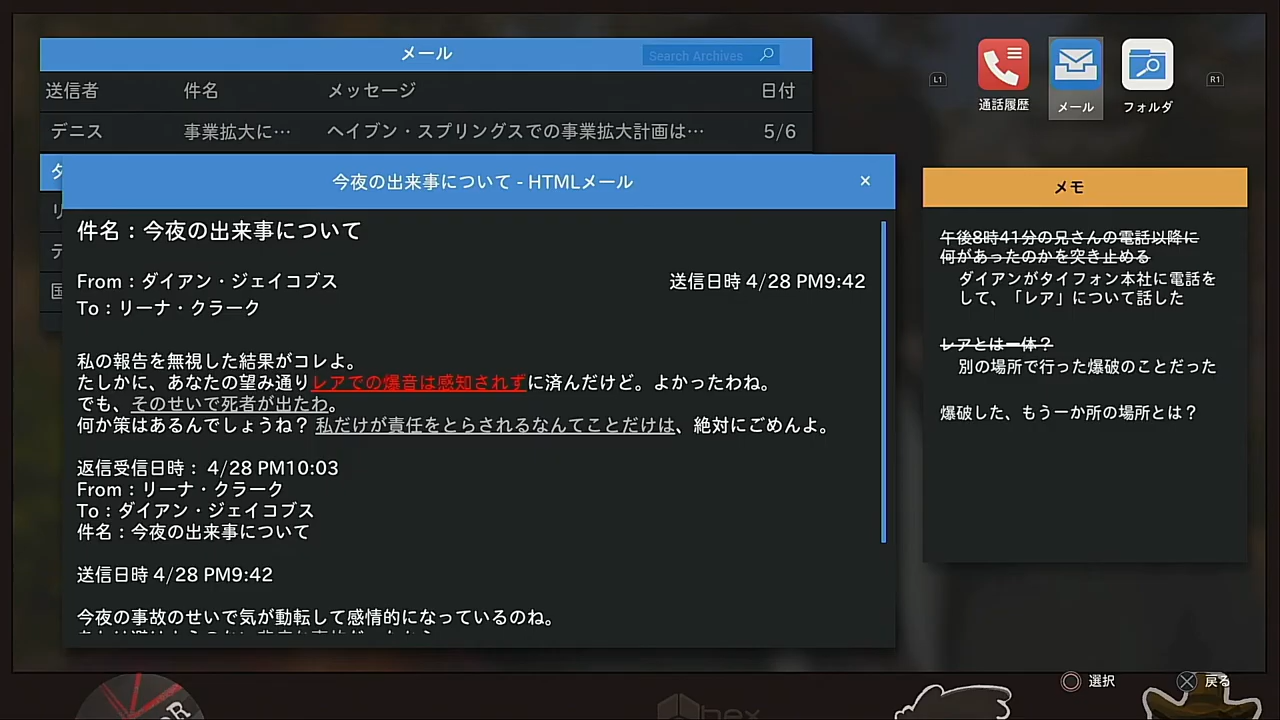 メール
Search Archives
送信者 件名 メッセージ 日付
デニス 事業拡大に… ヘイブン・スプリングスでの事業拡大計画は… 5/6
L1
通話履歴
メール
フォルダ
R1
今夜の出来事について - HTMLメール ×
件名：今夜の出来事について
From：ダイアン・ジェイコブス 送信日時 4/28 PM9:42
To：リーナ・クラーク
私の報告を無視した結果がコレよ。
たしかに、あなたの望み通りレアでの爆音は感知されずに済んだけど。よかったわね。
でも、そのせいで死者が出たわ。
何か策はあるんでしょうね？ 私だけが責任をとらされるなんてことだけは、絶対にごめんよ。
返信受信日時： 4/28 PM10:03
From：リーナ・クラーク
To：ダイアン・ジェイコブス
件名：今夜の出来事について
送信日時 4/28 PM9:42
今夜の事故のせいで気が動転して感情的になっているのね。
メモ
午後8時41分の兄さんの電話以降に
何があったのかを突き止める
ダイアンがタイフォン本社に電話を
して、「レア」について話した
レアとは一体？
別の場所で行った爆破のことだった
爆破した、もう一か所の場所とは？
選択
戻る
hex